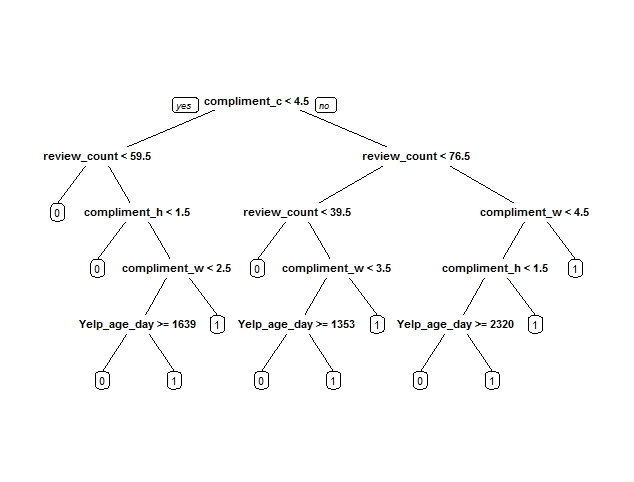 yes compliment_c < 4.5 no
review_count < 59.5 review_count < 76.5
0 compliment_h < 1.5 review_count < 39.5 compliment_w < 4.5
0 compliment_w < 2.5 0 compliment_w < 3.5 compliment_h < 1.5 1
Yelp_age_day >= 1639 1 Yelp_age_day >= 1353 1 Yelp_age_day >= 2320 1
0 1 0 1 0 1